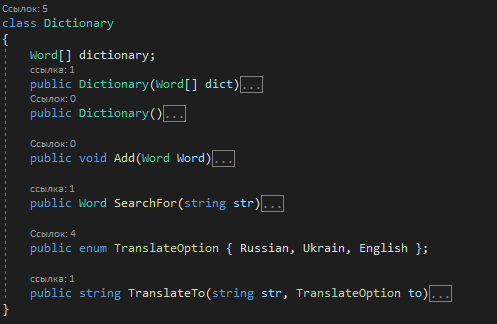 Ссылок: 5
class Dictionary
{
Word[] dictionary;
ссылка: 1
public Dictionary(Word[] dict)...
Ссылок: 0
public Dictionary()...
Ссылок: 0
public void Add(Word Word)...
ссылка: 1
public Word SearchFor(string str)...
Ссылок: 4
public enum TranslateOption { Russian, Ukrain, English };
ссылка: 1
public string TranslateTo(string str, TranslateOption to)...
}